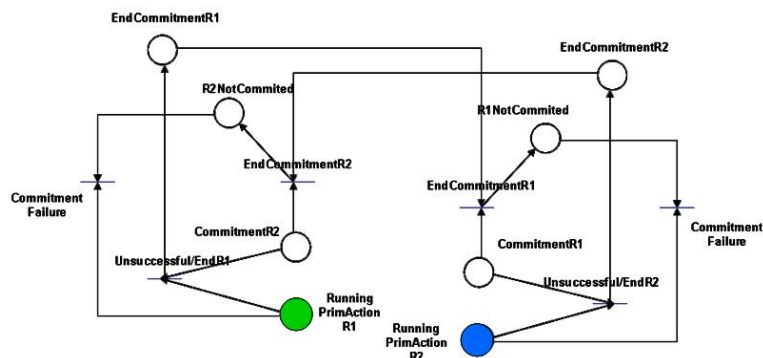 EndCommitmentR1
EndCommitmentR2
R2NotCommited
R1NotCommited
EndCommitmentR2
EndCommitmentR1
Commitment
Failure
CommitmentR2
Commitment
Failure
CommitmentR1
Unsuccessful/EndR1
Unsuccessful/EndR2
Running
PrimAction
R1
Running
PrimAction
R2